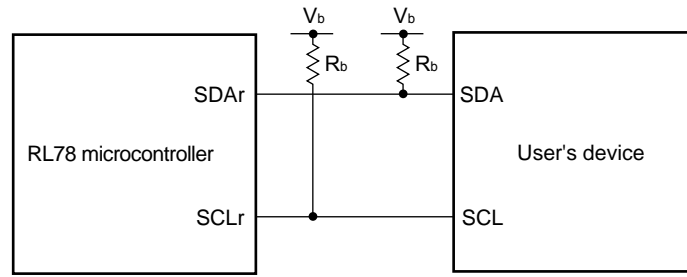 Vb Vb
Rb Rb
SDAr SDA
RL78 microcontroller User's device
SCLr SCL